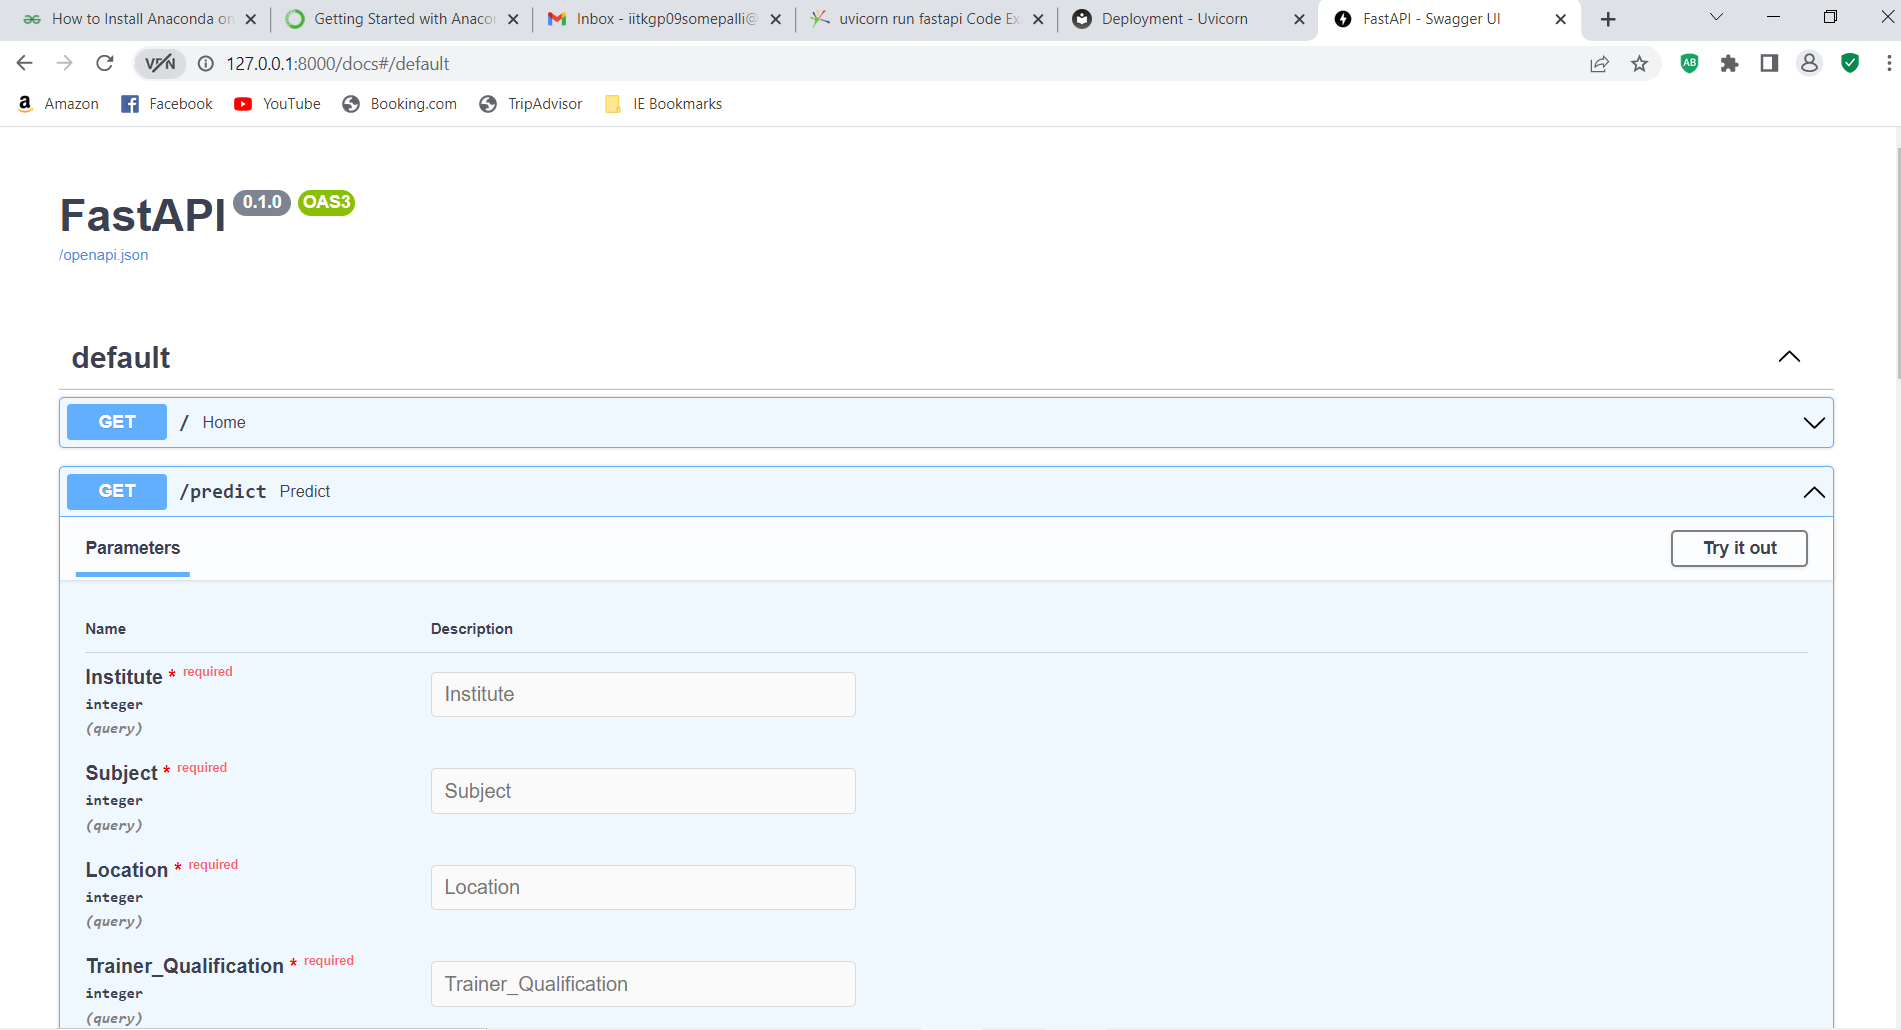 How to Install Anaconda on
Getting Started with Anacon
Inbox - iitkgp09somepalli@
uvicorn run fastapi Code Ex
Deployment - Uvicorn
FastAPI - Swagger UI
VPN
127.0.0.1:8000/docs#/default
AB
Amazon
Facebook
YouTube
Booking.com
TripAdvisor
IE Bookmarks
FastAPI 0.1.0 OAS3
/openapi.json
default
GET / Home
GET /predict Predict
Parameters
Try it out
Name Description
Institute * required
integer
(query)
Institute
Subject * required
integer
(query)
Subject
Location * required
integer
(query)
Location
Trainer_Qualification * required
integer
(query)
Trainer_Qualification